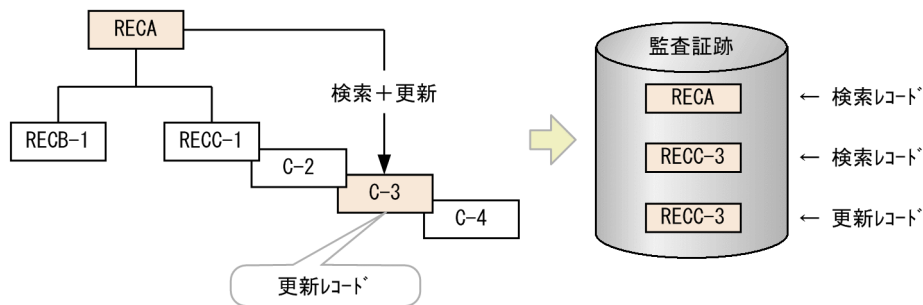 RECA
検索＋更新
RECB-1
RECC-1
C-2
C-3
C-4
更新ﾚｺｰﾄﾞ
監査証跡
RECA ← 検索ﾚｺｰﾄﾞ
RECC-3 ← 検索ﾚｺｰﾄﾞ
RECC-3 ← 更新ﾚｺｰﾄﾞ